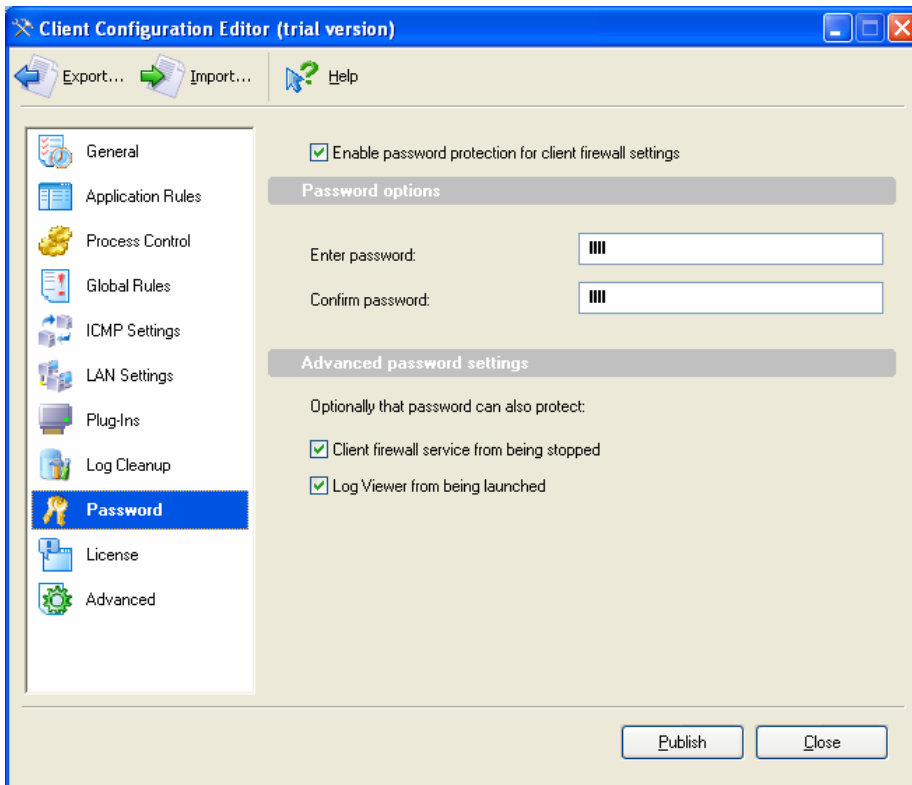 Client Configuration Editor (trial version)
Export... Import... Help
General
Application Rules
Process Control
Global Rules
ICMP Settings
LAN Settings
Plug-Ins
Log Cleanup
Password
License
Advanced
Enable password protection for client firewall settings
Password options
Enter password:
Confirm password:
Advanced password settings
Optionally that password can also protect:
Client firewall service from being stopped
Log Viewer from being launched
Publish Close